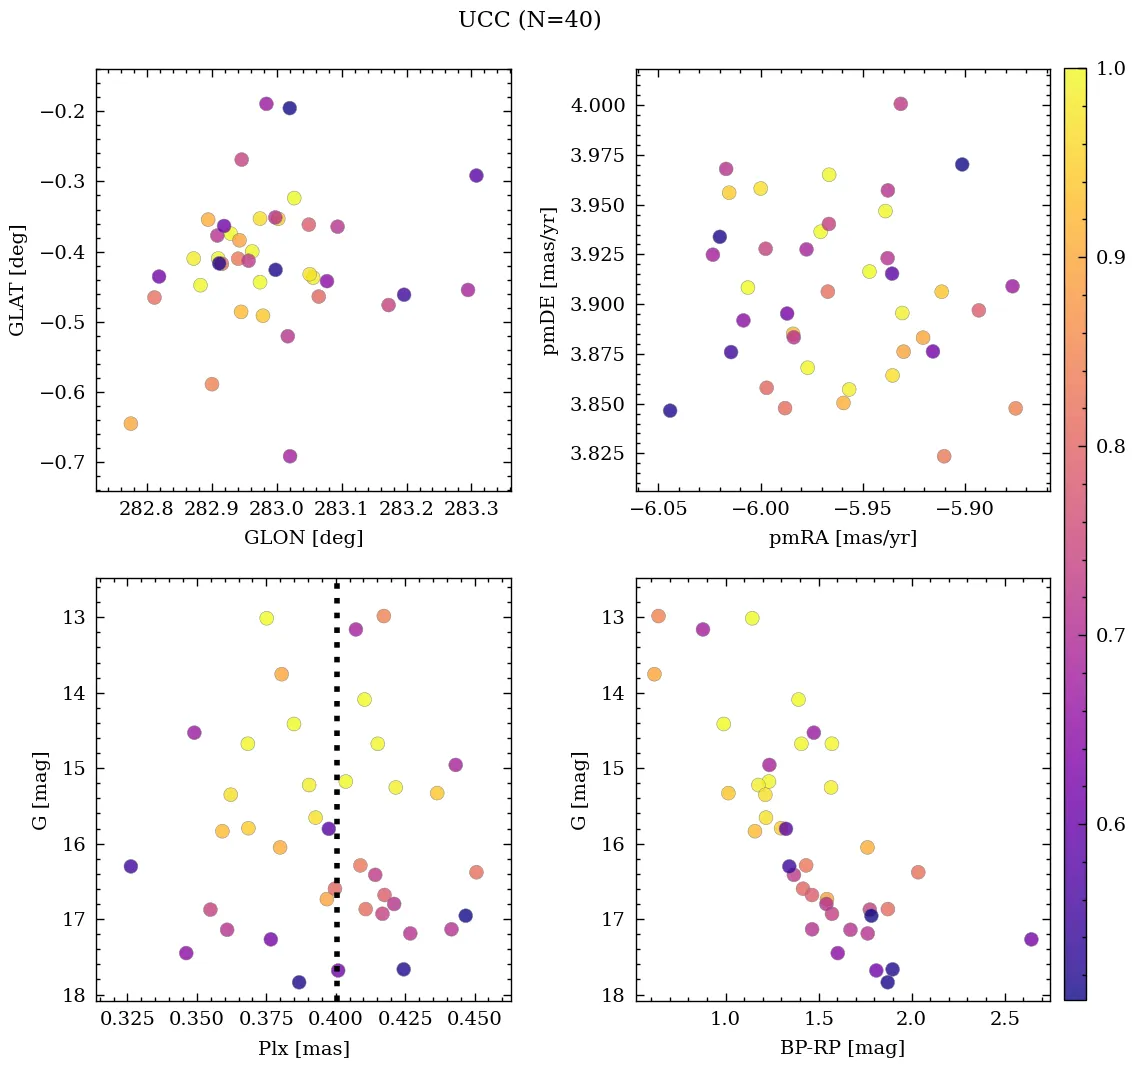 UCC (N=40)
−0.2
−0.3
−0.4
−0.5
−0.6
−0.7
GLAT [deg]
282.8 282.9 283.0 283.1 283.2 283.3
GLON [deg]
4.000
3.975
3.950
3.925
3.900
3.875
3.850
3.825
pmDE [mas/yr]
−6.05 −6.00 −5.95 −5.90
pmRA [mas/yr]
13
14
15
16
17
18
G [mag]
0.325 0.350 0.375 0.400 0.425 0.450
Plx [mas]
13
14
15
16
17
18
G [mag]
1.0 1.5 2.0 2.5
BP-RP [mag]
1.0
0.9
0.8
0.7
0.6